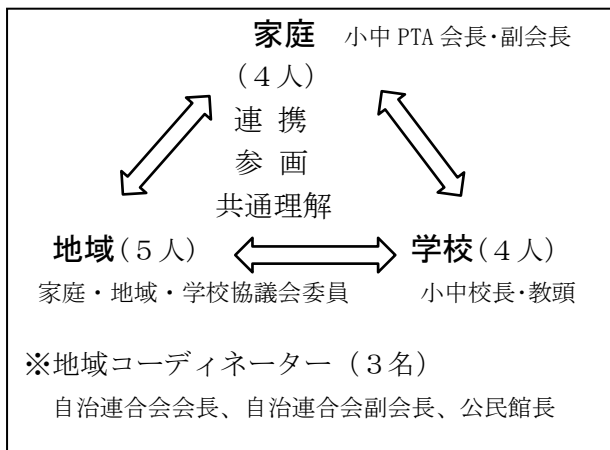 家庭 小中 PTA 会長・副会長
(４人)
連 携
参 画
共通理解
地域(５人) 学校(４人)
家庭・地域・学校協議会委員 小中校長・教頭
※地域コーディネーター（３名）
自治連合会会長、自治連合会副会長、公民館長